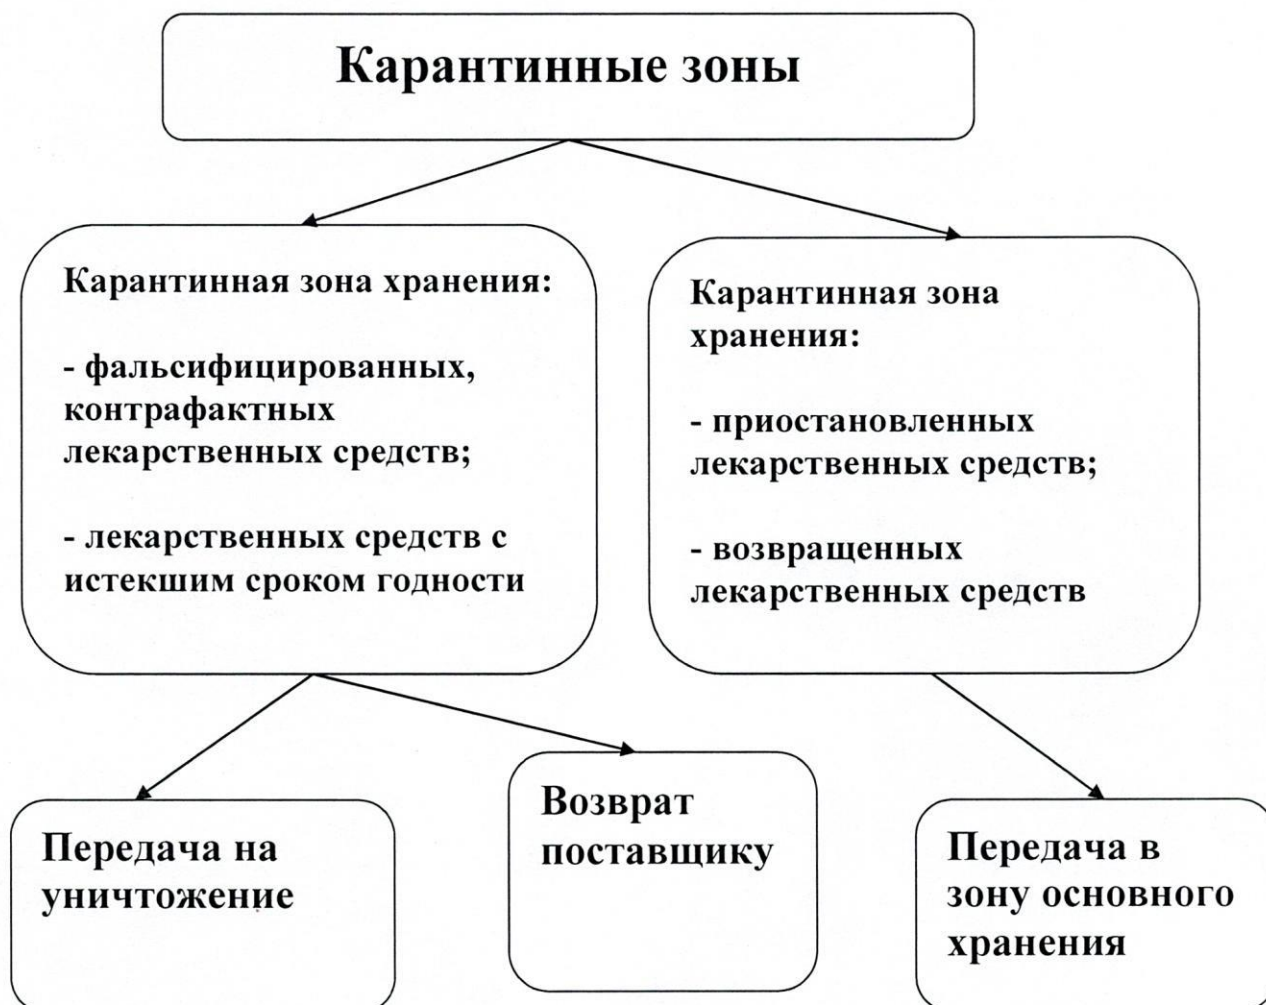 Карантинные зоны
Карантинная зона хранения:
- фальсифицированных,
контрафактных
лекарственных средств;
- лекарственных средств с
истекшим сроком годности
Карантинная зона
хранения:
- приостановленных
лекарственных средств;
- возвращенных
лекарственных средств
Передача на
уничтожение
Возврат
поставщику
Передача в
зону основного
хранения